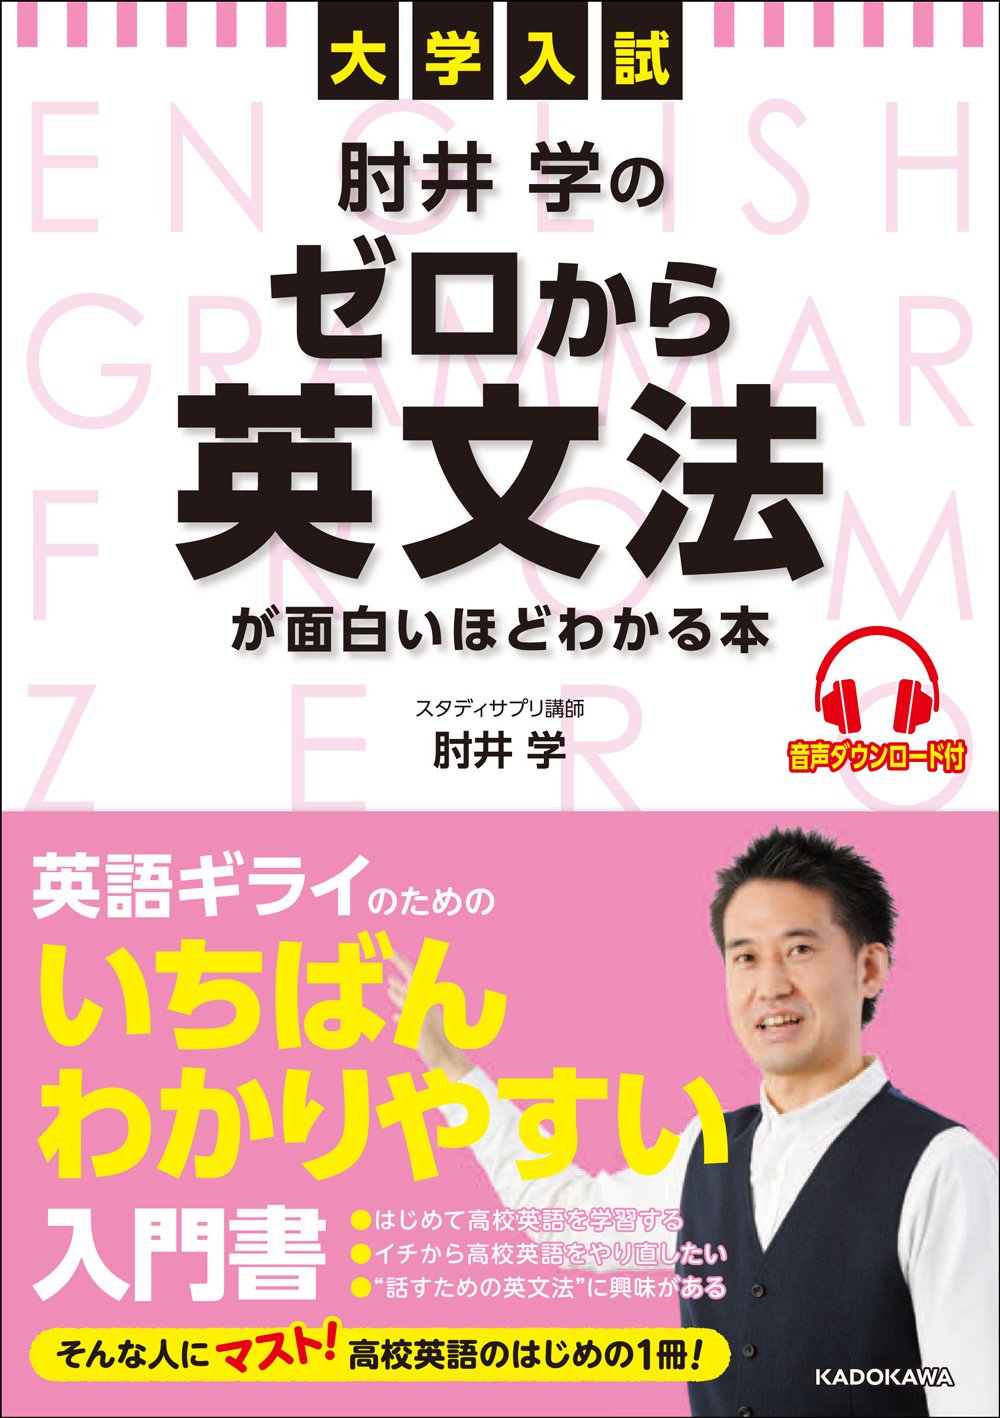 大学入試
ENGLISH
肘井 学の
ゼロから
GRAMMAR
英文法
FROM
が面白いほどわかる本
ZERO
スタディサプリ講師
肘井 学
音声ダウンロード付
英語ギライのための
いちばん
わかりやすい
入門書
●はじめて高校英語を学習する
●イチから高校英語をやり直したい
●“話すための英文法”に興味がある
そんな人にマスト!高校英語のはじめの1冊!
KADOKAWA